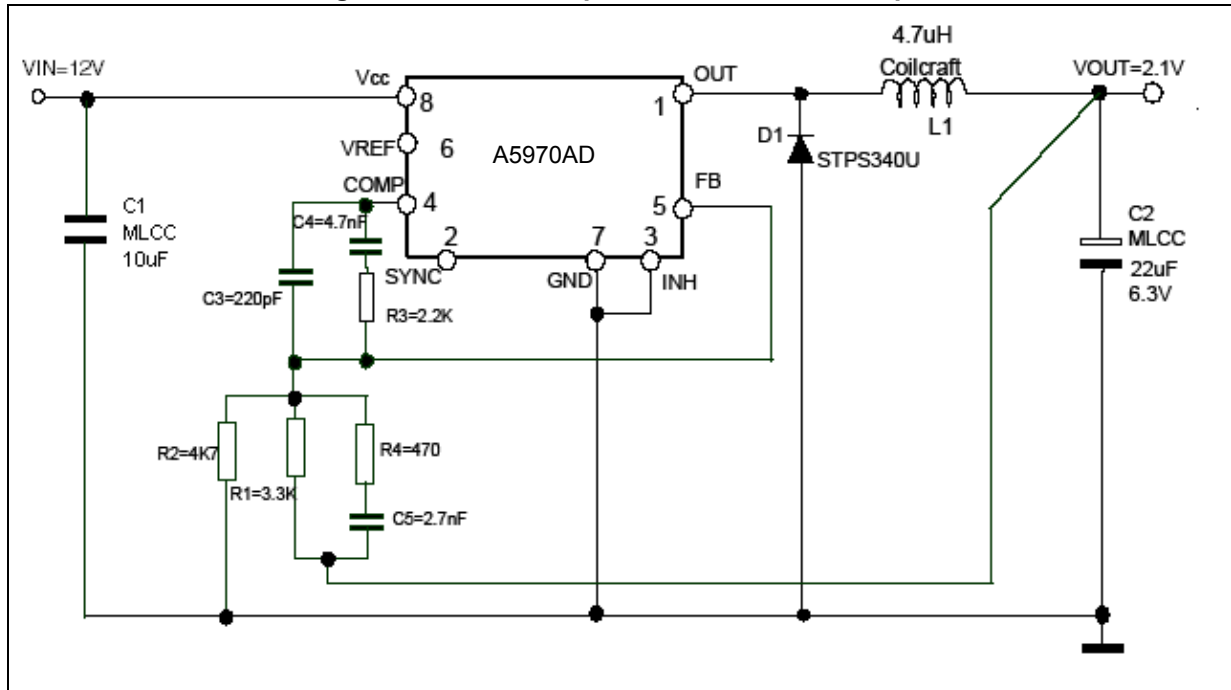 VIN=12V
Vcc
8
VREF
6
COMP
4
C4=4.7nF
A5970AD
OUT
1
FB
5
2
7
3
SYNC
GND
INH
4.7uH
Coilcraft
L1
VOUT=2.1V
D1
STPS340U
C1
MLCC
10uF
C2
MLCC
22uF
6.3V
C3=220pF
R3=2.2K
R2=4K7
R1=3.3K
R4=470
C5=2.7nF